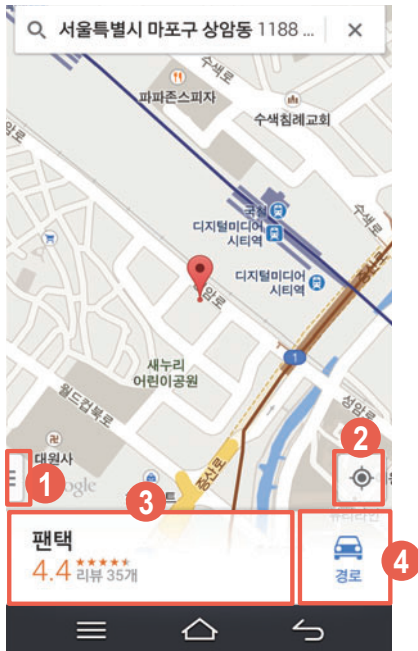 서울특별시 마포구 상암동 1188 ...
수색로
파파존스피자
수색침례교회
국철
디지털미디어
시티역
수색로
디지털미디어
시티역
증산로
성암로
1
새누리
어린이공원
월드컵북로
성암로
대원사
2
1
3
증산로
팬택
4.4 리뷰 35개
경로
4